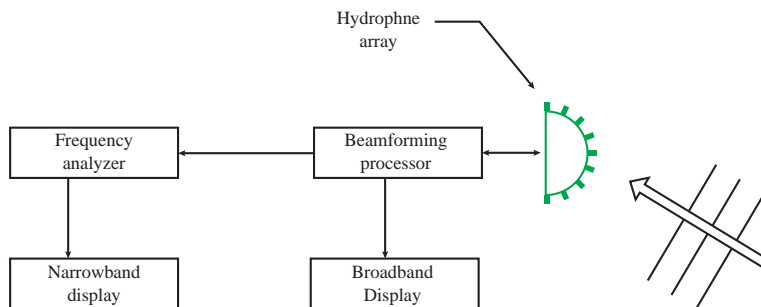 Hydrophne
array
Frequency
analyzer
Beamforming
processor
Narrowband
display
Broadband
Display